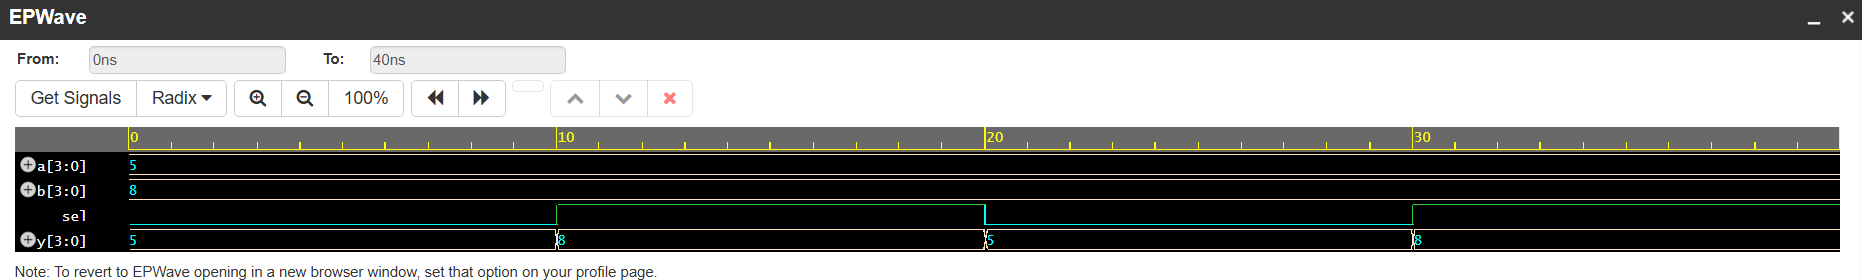 EPWave
From: 0ns To: 40ns
Get Signals Radix 100%
0 10 20 30
a[3:0] 5
b[3:0] 8
sel
y[3:0] 5 8 5 8
Note: To revert to EPWave opening in a new browser window, set that option on your profile page.